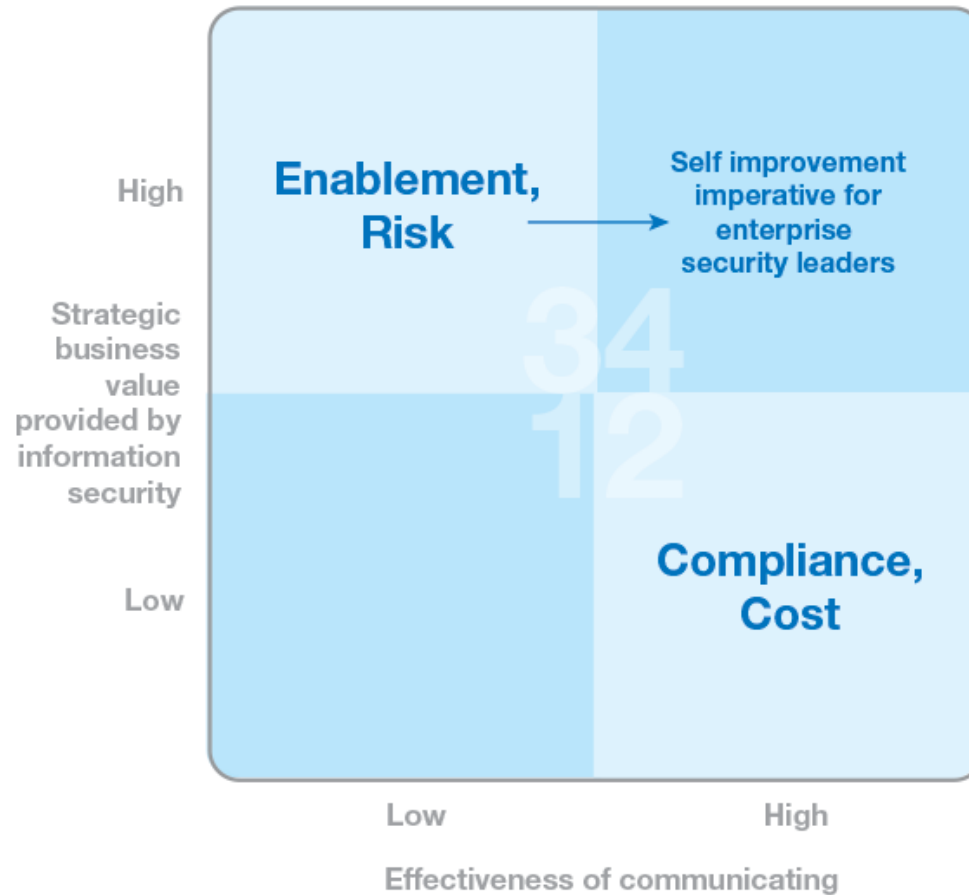 High
Enablement,
Risk
Self improvement
imperative for
enterprise
security leaders
Strategic
business
value
provided by
information
security
34
12
Low
Compliance,
Cost
Low
High
Effectiveness of communicating